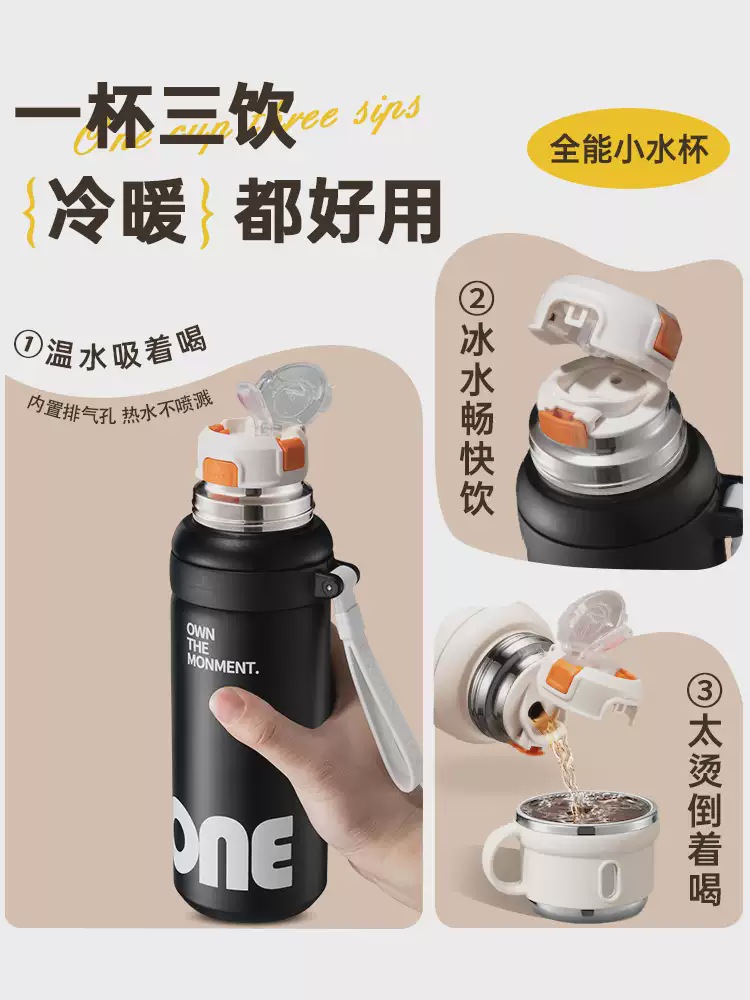 一杯三饮
One cup three sips
{冷暖}都好用
全能小水杯
①温水吸着喝
内置排气孔 热水不喷溅
②冰水畅快饮
OWN
THE
MONMENT.
ONE
③太烫倒着喝